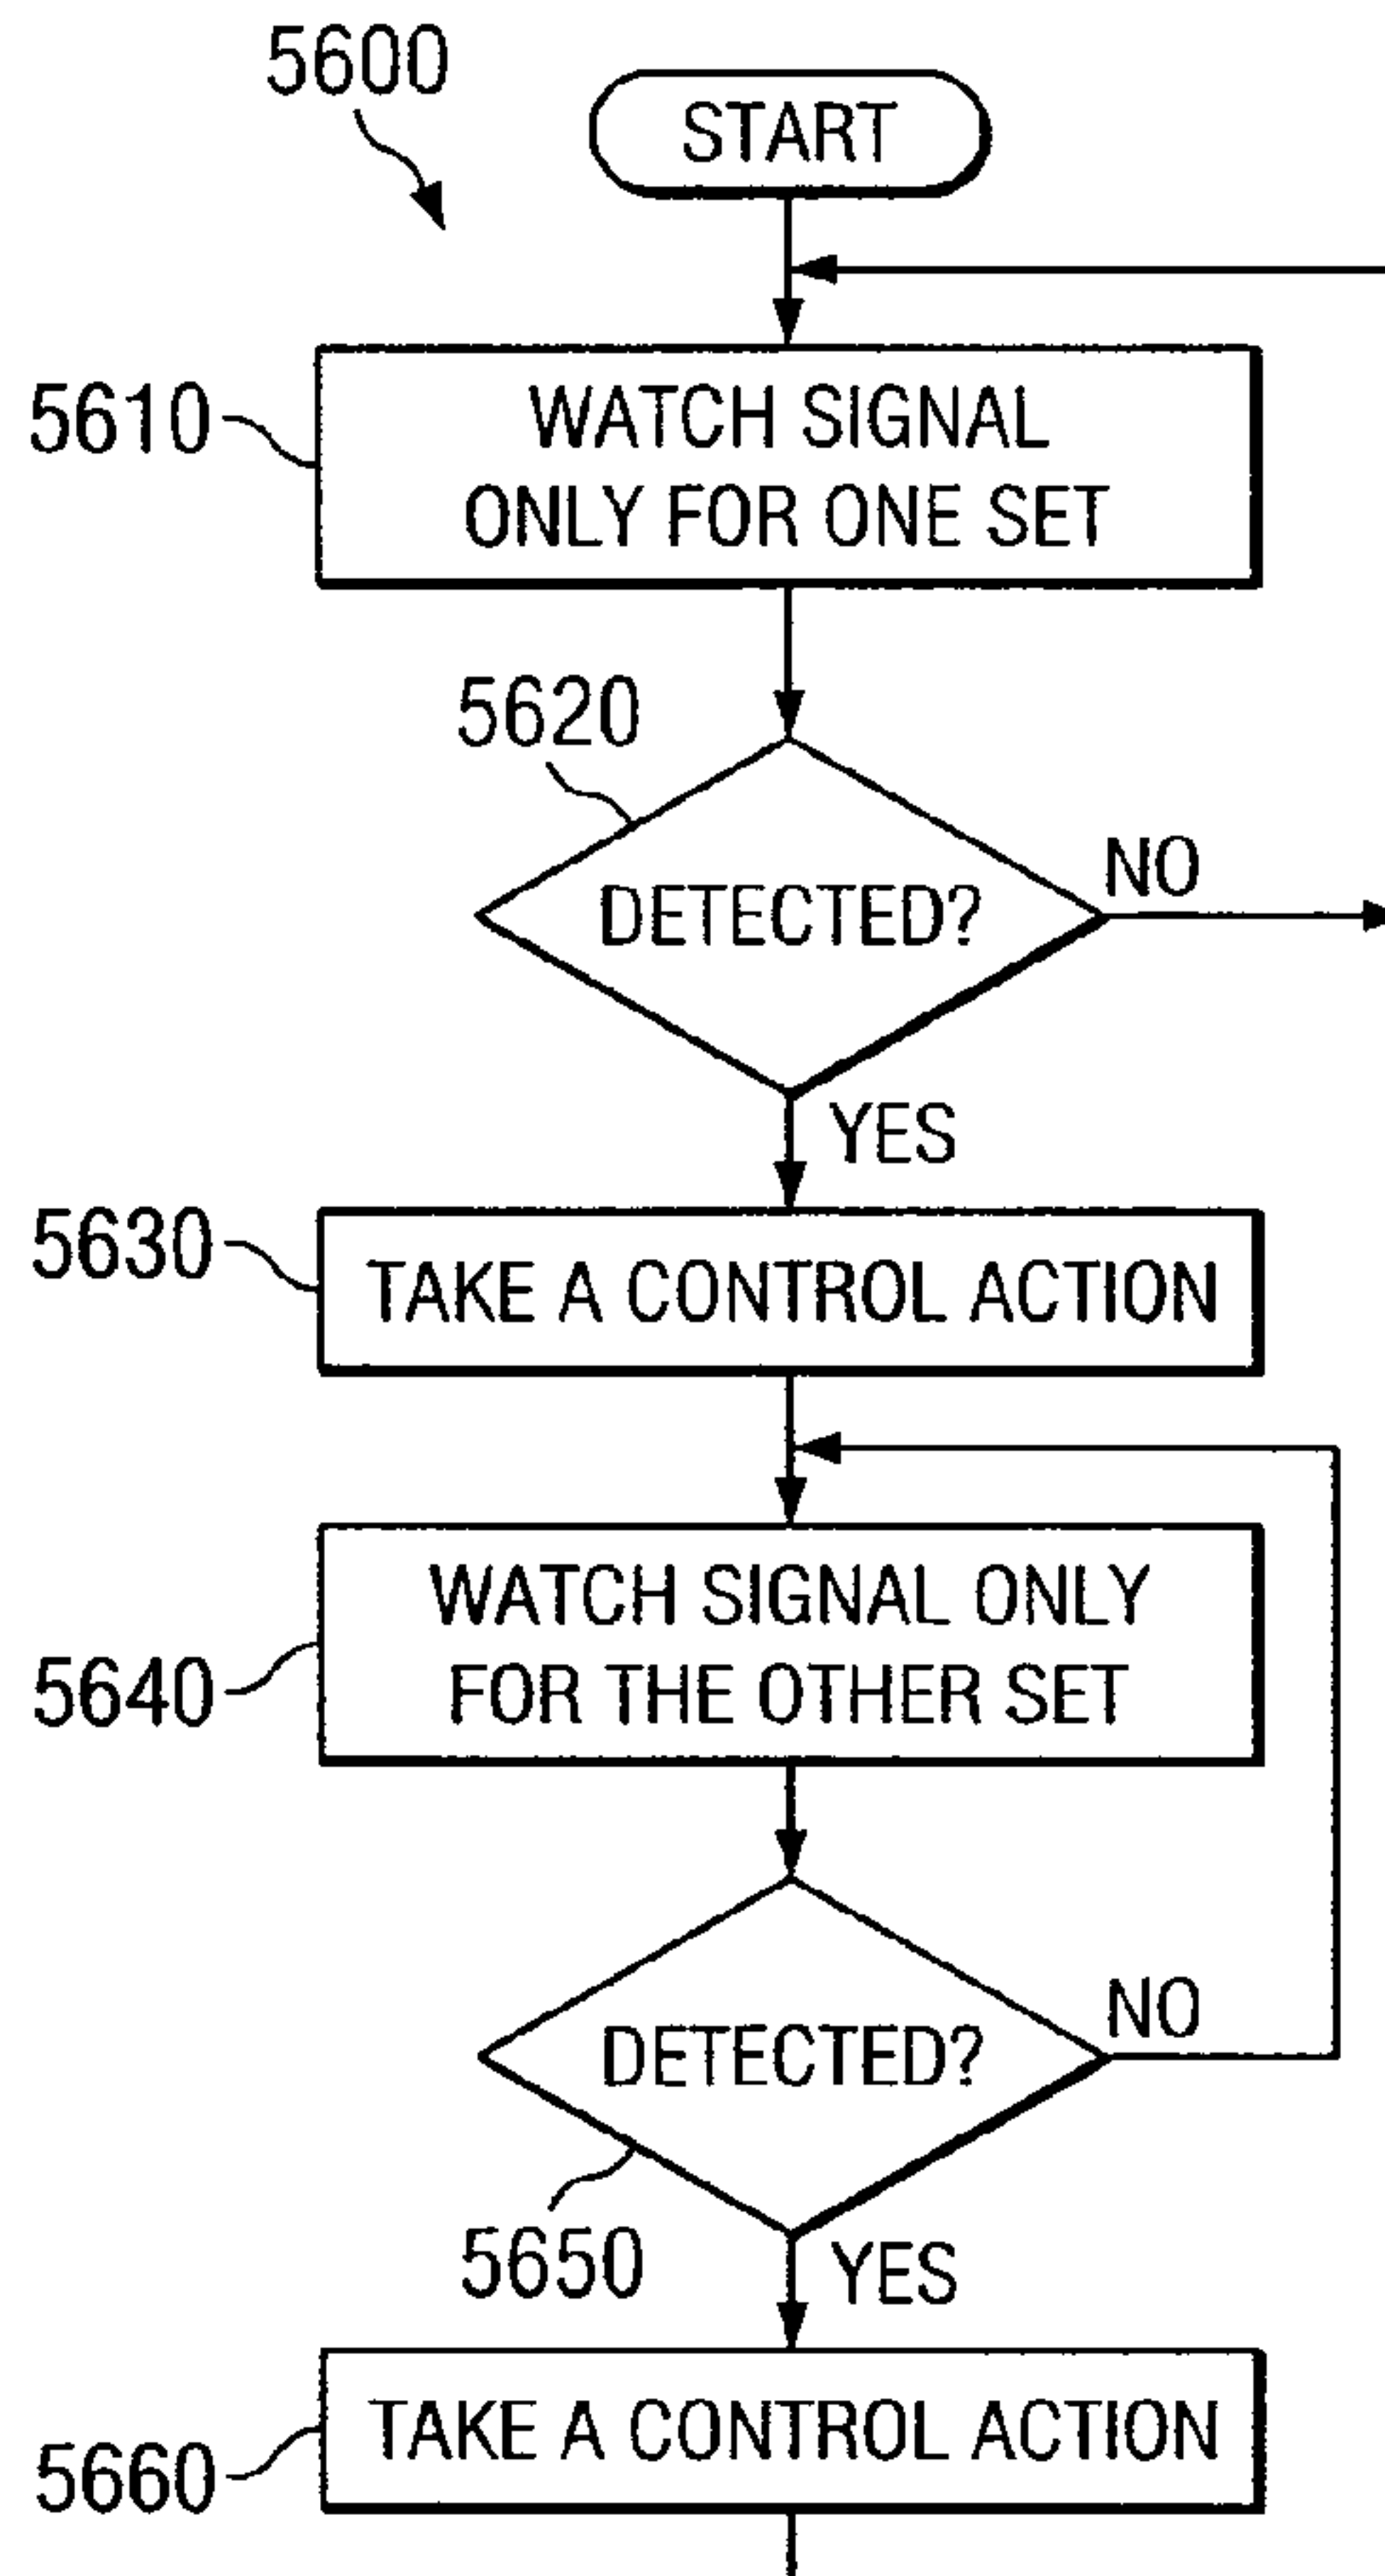 5600
START
5610
WATCH SIGNAL
ONLY FOR ONE SET
5620
DETECTED?
NO
YES
5630
TAKE A CONTROL ACTION
5640
WATCH SIGNAL ONLY
FOR THE OTHER SET
DETECTED?
NO
5650
YES
5660
TAKE A CONTROL ACTION